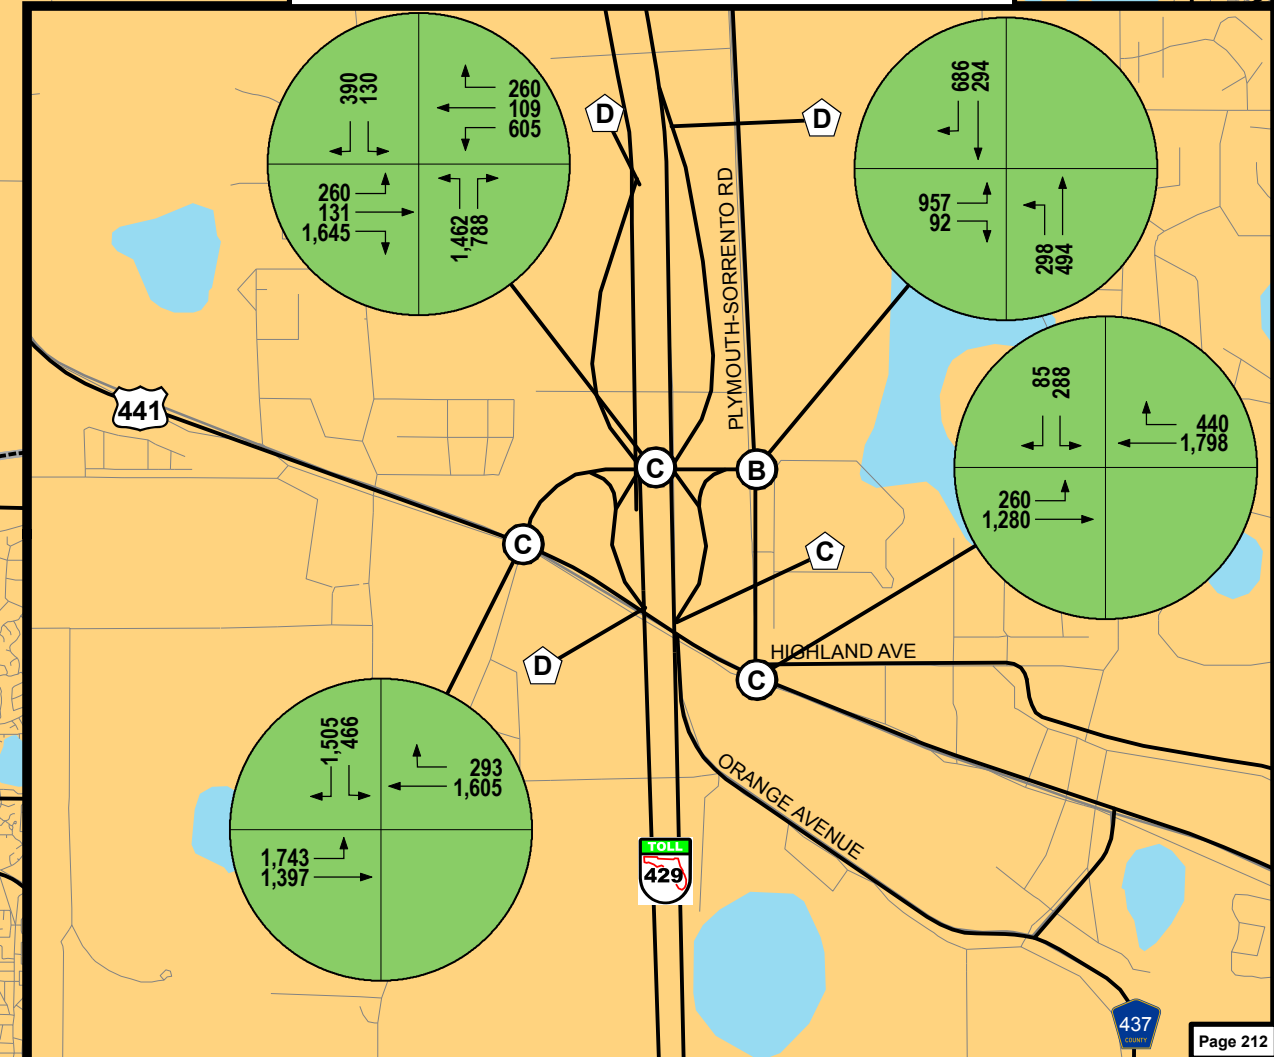 390
130
260
109
605
260
131
1,645
1,462
788
D
D
686
294
957
92
298
494
PLYMOUTH-SORRENTO RD
85
288
440
1,798
260
1,280
441
C
B
C
C
D
HIGHLAND AVE
C
1,505
466
293
1,605
1,743
1,397
ORANGE AVENUE
TOLL
429
437
COUNTY
Page 212